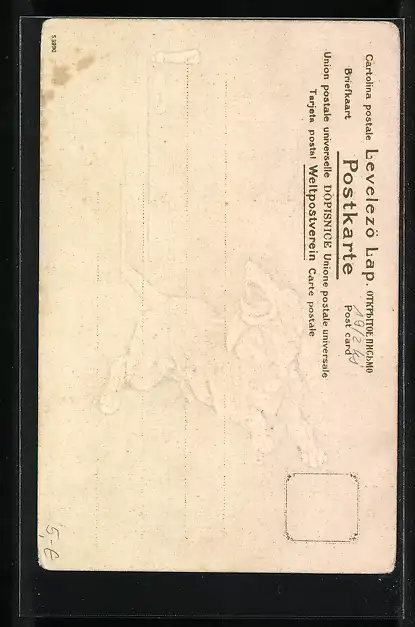 Cartolina postale Levelező Lap. ОТКРЫТОЕ ПИСЬМО
Briefkaart Postkarte Post card
Union postale universelle DOPISNICE Unione postale universale
Tarjeta postal Weltpostverein Carte postale
5,-€